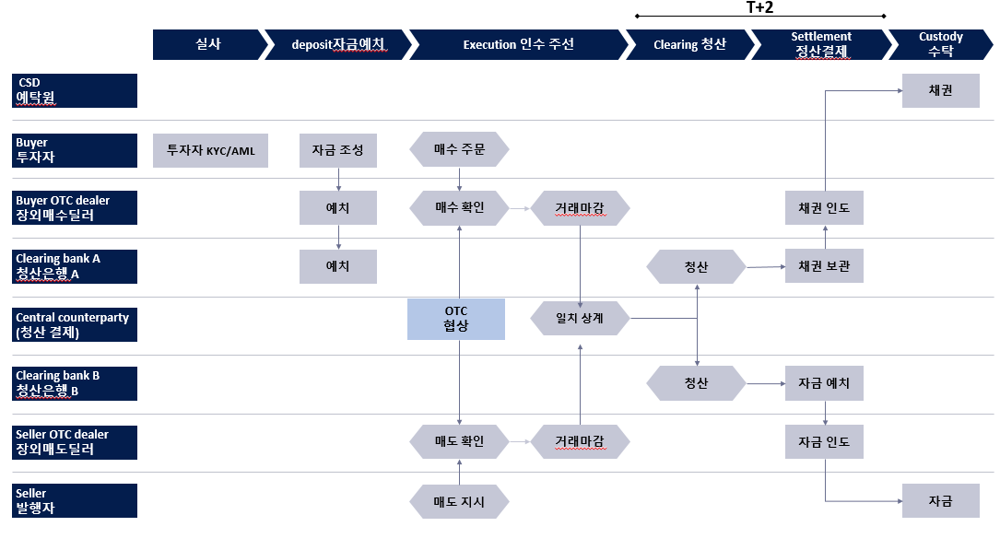 T+2
실사
deposit자금예치
Execution 인수 주선
Clearing 청산
Settlement
정산결제
Custody
수탁
CSD
예탁원
채권
Buyer
투자자
투자자 KYC/AML
자금 조성
매수 주문
Buyer OTC dealer
장외매수딜러
예치
매수 확인
거래마감
채권 인도
Clearing bank A
청산은행 A
예치
청산
채권 보관
Central counterparty
(청산 결제)
OTC
협상
일치 상계
Clearing bank B
청산은행 B
청산
자금 예치
Seller OTC dealer
장외매도딜러
매도 확인
거래마감
자금 인도
Seller
발행자
매도 지시
자금